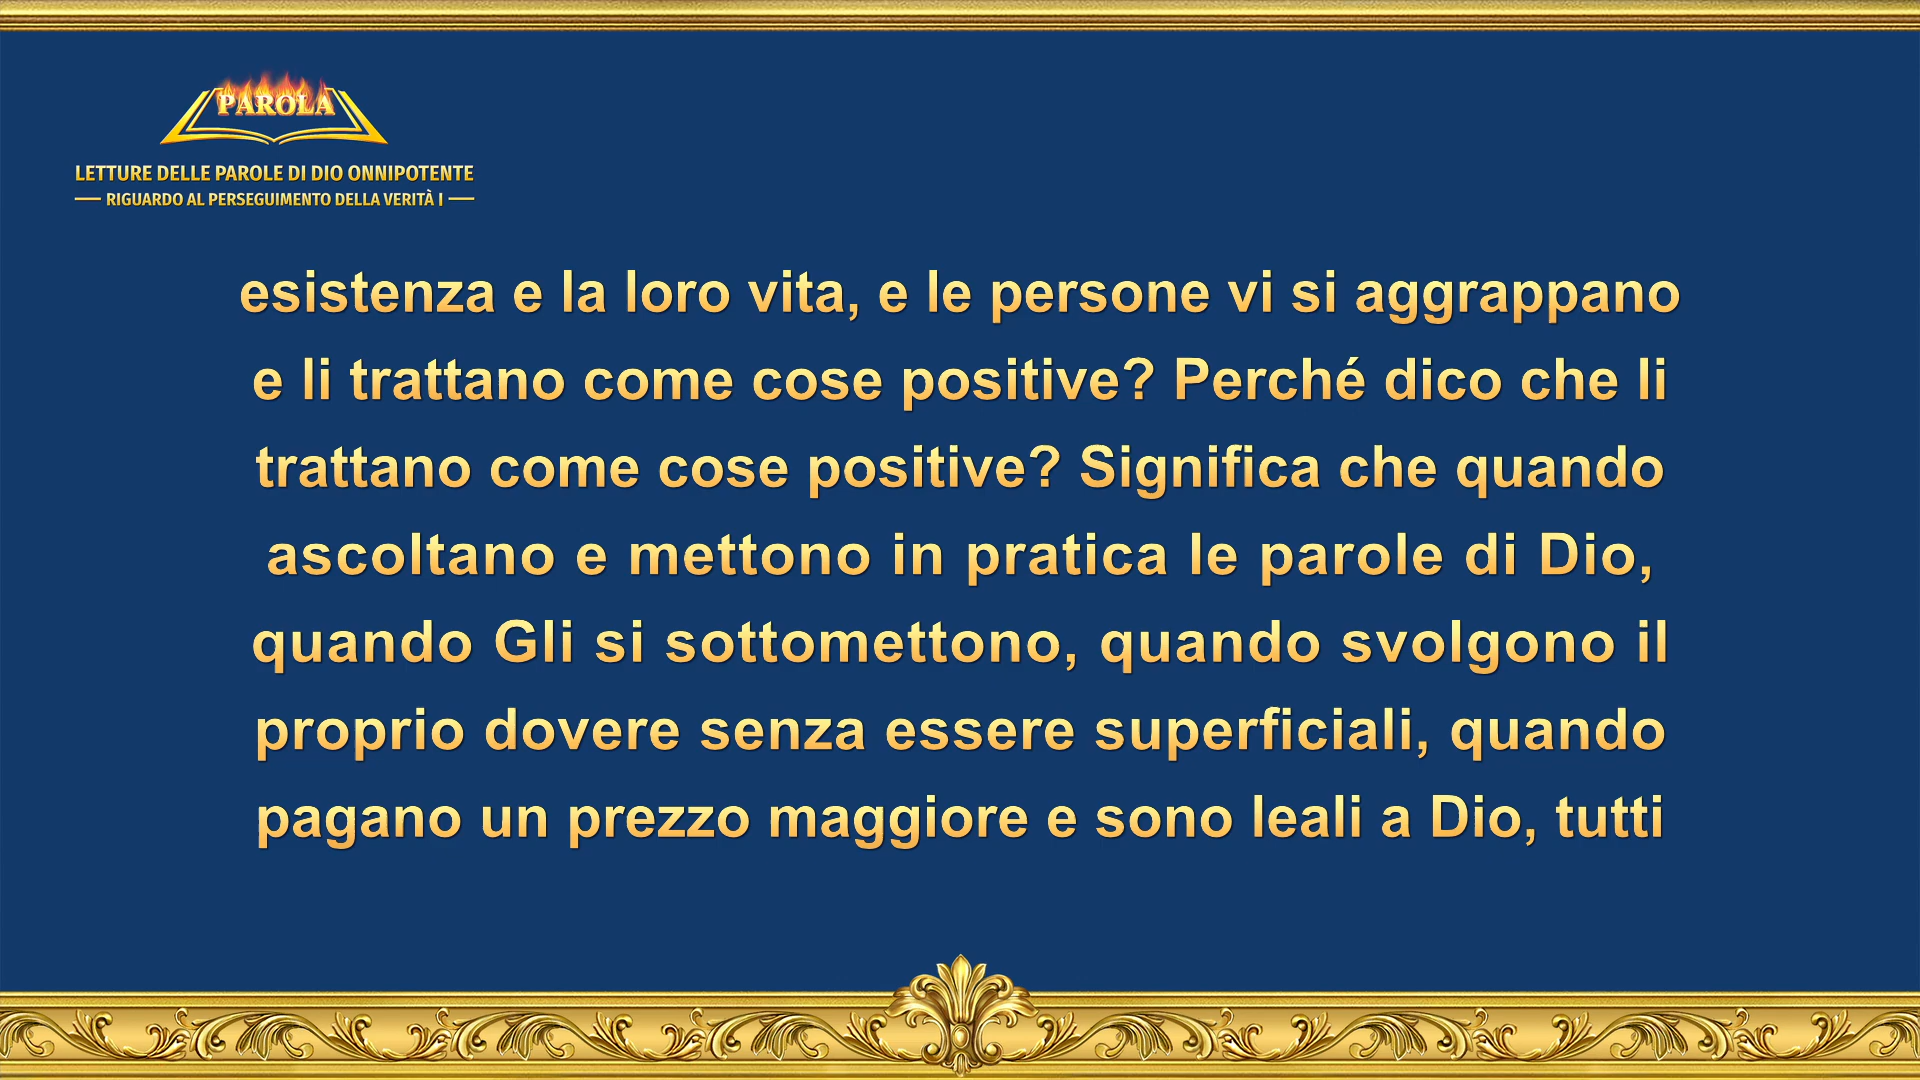 PAROLA
LETTURE DELLE PAROLE DI DIO ONNIPOTENTE
RIGUARDO AL PERSEGUIMENTO DELLA VERITÀ I
esistenza e la loro vita, e le persone vi si aggrappano
e li trattano come cose positive? Perché dico che li
trattano come cose positive? Significa che quando
ascoltano e mettono in pratica le parole di Dio,
quando Gli si sottomettono, quando svolgono il
proprio dovere senza essere superficiali, quando
pagano un prezzo maggiore e sono leali a Dio, tutti